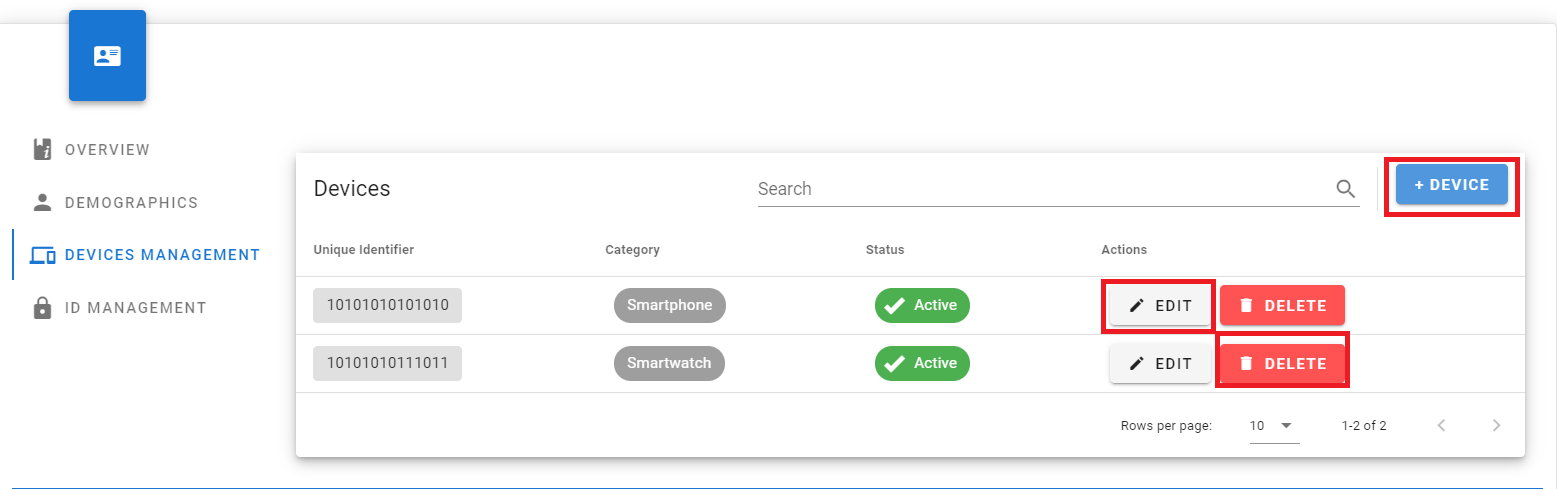 OVERVIEW
DEMOGRAPHICS
DEVICES MANAGEMENT
ID MANAGEMENT
Devices
Search
+ DEVICE
Unique Identifier Category Status Actions
10101010101010 Smartphone Active EDIT DELETE
10101010111011 Smartwatch Active EDIT DELETE
Rows per page: 10 1-2 of 2